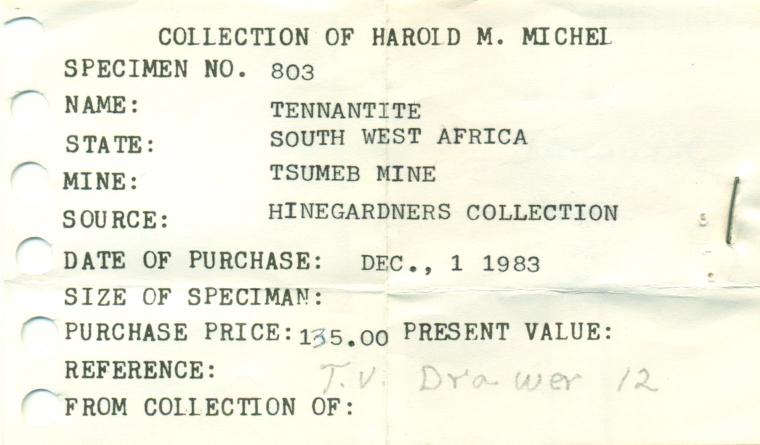 COLLECTION OF HAROLD M. MICHEL
SPECIMEN NO. 803
NAME: TENNANTITE
STATE: SOUTH WEST AFRICA
MINE: TSUMEB MINE
SOURCE: HINEGARDNERS COLLECTION
DATE OF PURCHASE: DEC., 1 1983
SIZE OF SPECIMAN:
PURCHASE PRICE: 135.00 PRESENT VALUE:
REFERENCE: T.V. Drawer 12
FROM COLLECTION OF: